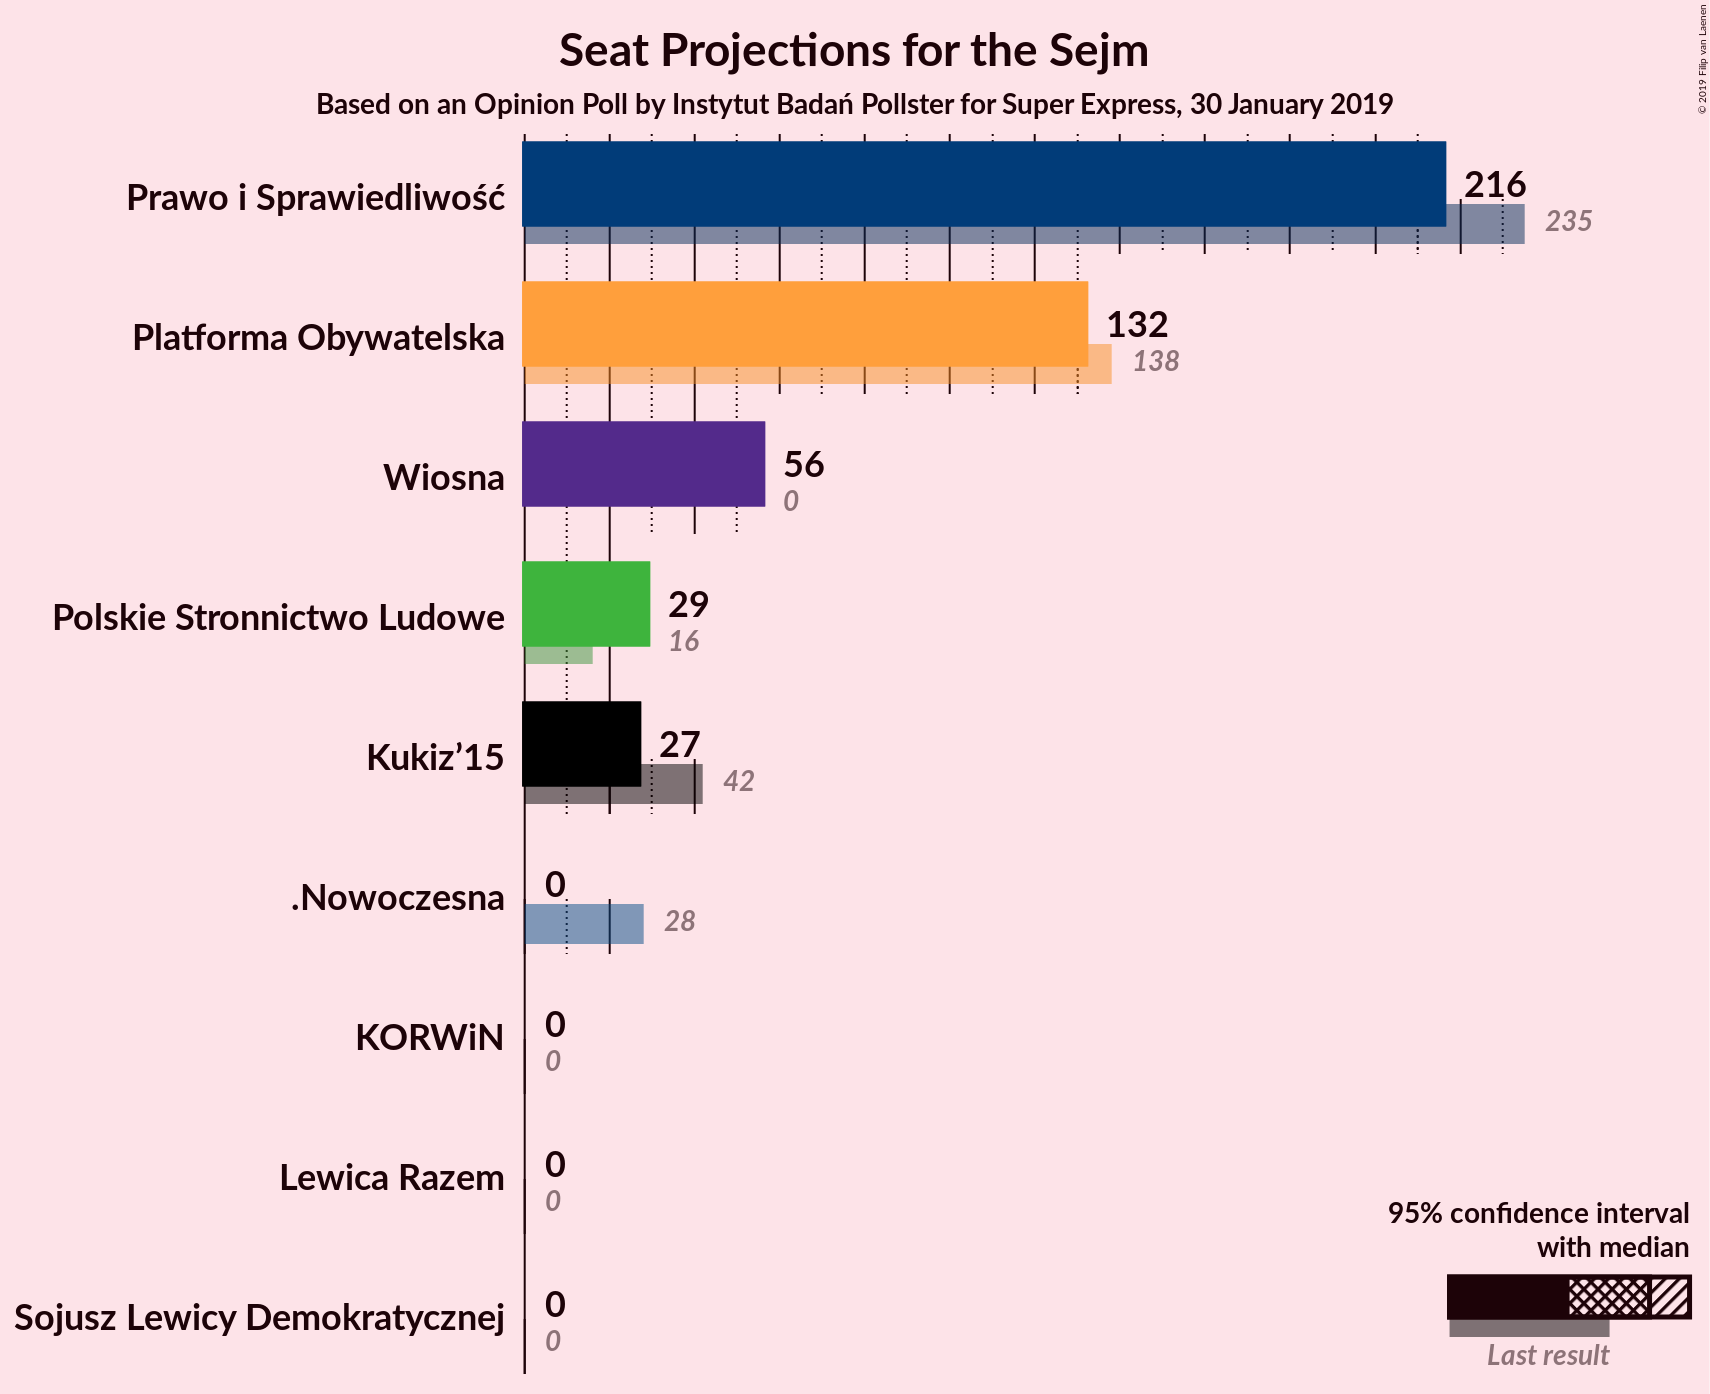 Seat Projections for the Sejm
Based on an Opinion Poll by Instytut Badań Pollster for Super Express, 30 January 2019
© 2019 Filip van Laenen
Prawo i Sprawiedliwość
216
235
Platforma Obywatelska
132
138
Wiosna
56
0
Polskie Stronnictwo Ludowe
29
16
Kukiz’15
27
42
.Nowoczesna
0
28
KORWiN
0
0
Lewica Razem
0
0
Sojusz Lewicy Demokratycznej
0
0
95% confidence interval
with median
Last result